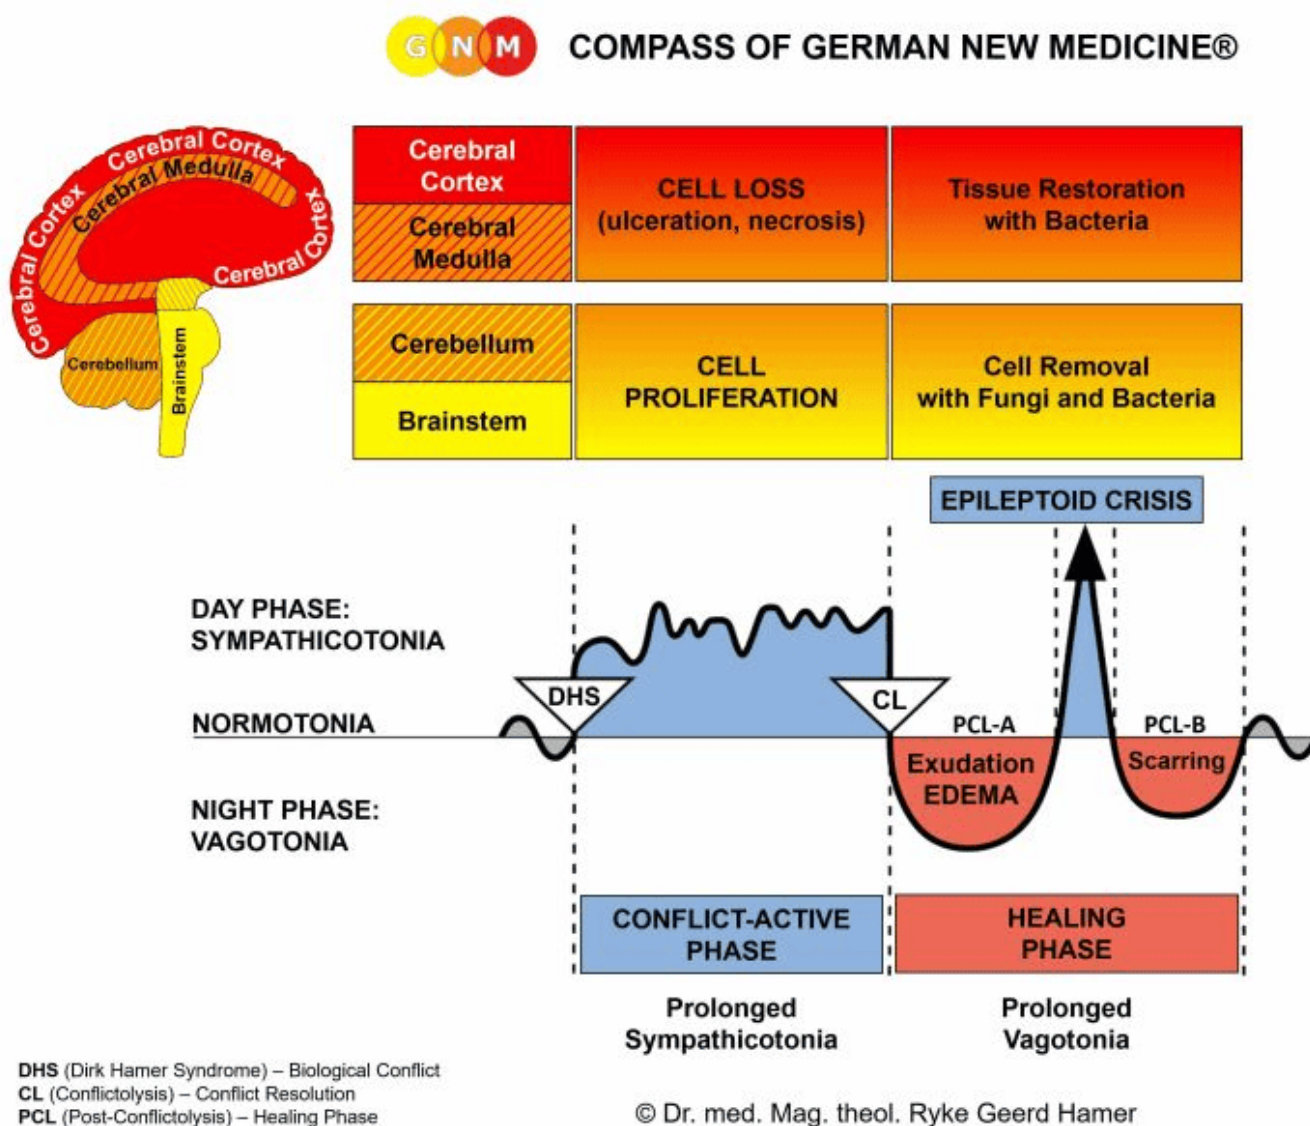 GNM COMPASS OF GERMAN NEW MEDICINE®
Cerebral Cortex
Cerebral Cortex
Cerebral Cortex
Cerebral Cortex
Cerebral Medulla
Cerebellum
Brainstem
Cerebral
Cortex
Cerebral
Medulla
CELL LOSS
(ulceration, necrosis)
Tissue Restoration
with Bacteria
Cerebellum
Brainstem
CELL
PROLIFERATION
Cell Removal
with Fungi and Bacteria
EPILEPTOID CRISIS
DAY PHASE:
SYMPATHICOTONIA
DHS
CL
NORMOTONIA
PCL-A
PCL-B
Exudation
EDEMA
Scarring
NIGHT PHASE:
VAGOTONIA
CONFLICT-ACTIVE
PHASE
HEALING
PHASE
Prolonged
Sympathicotonia
Prolonged
Vagotonia
DHS (Dirk Hamer Syndrome) – Biological Conflict
CL (Conflictolysis) – Conflict Resolution
PCL (Post-Conflictolysis) – Healing Phase
© Dr. med. Mag. theol. Ryke Geerd Hamer